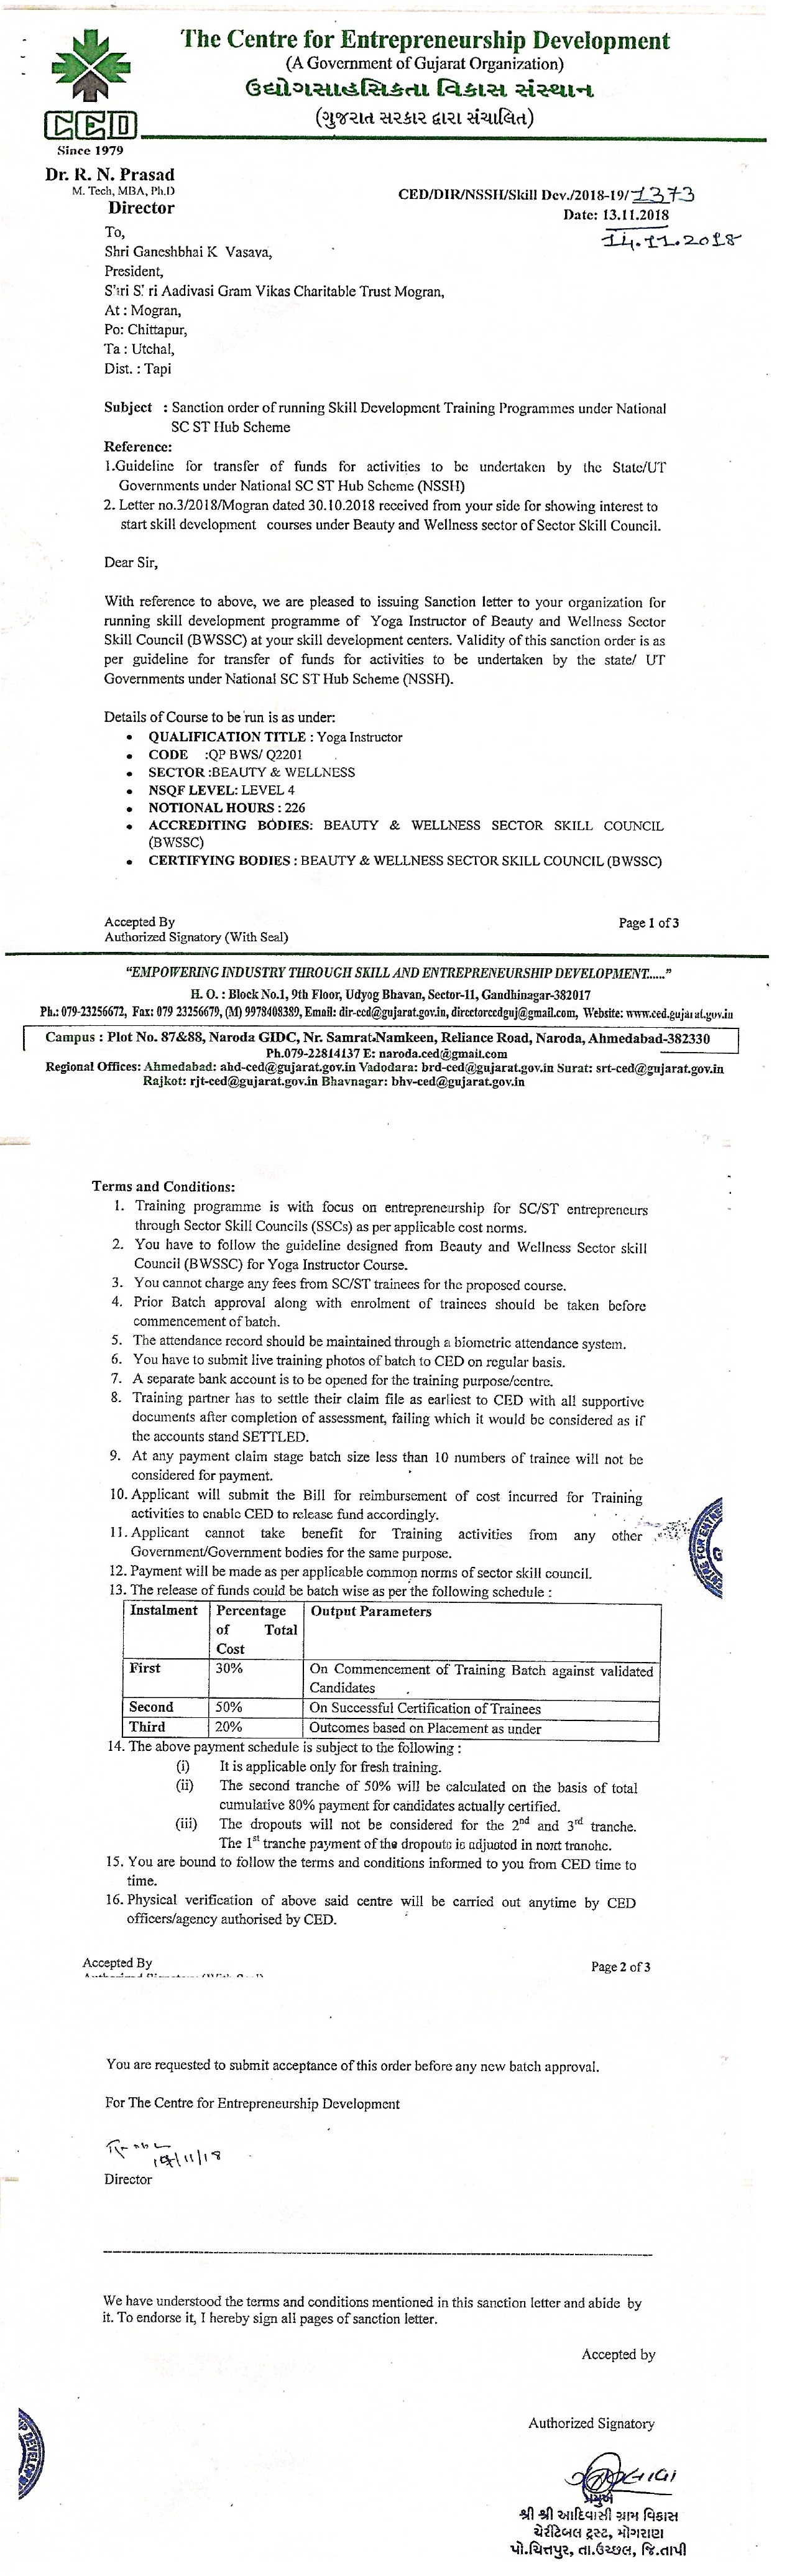 The Centre for Entrepreneurship Development
(A Government of Gujarat Organization)
ઉદ્યોગસાહસિકતા વિકાસ સંસ્થાન
(ગુજરાત સરકાર દ્વારા સંચાલિત)
CED
Since 1979
Dr. R. N. Prasad
M. Tech, MBA, Ph.D
Director
CED/DIR/NSSH/Skill Dev./2018-19/1373
Date: 13.11.2018
14.11.2018
To,
Shri Ganeshbhai K Vasava,
President,
S'iri S' ri Aadivasi Gram Vikas Charitable Trust Mogran,
At : Mogran,
Po: Chittapur,
Ta : Utchal,
Dist. : Tapi
Subject : Sanction order of running Skill Development Training Programmes under National
SC ST Hub Scheme
Reference:
1.Guideline for transfer of funds for activities to be undertaken by the State/UT
Governments under National SC ST Hub Scheme (NSSH)
2. Letter no.3/2018/Mogran dated 30.10.2018 received from your side for showing interest to
start skill development courses under Beauty and Wellness sector of Sector Skill Council.
Dear Sir,
With reference to above, we are pleased to issuing Sanction letter to your organization for
running skill development programme of Yoga Instructor of Beauty and Wellness Sector
Skill Council (BWSSC) at your skill development centers. Validity of this sanction order is as
per guideline for transfer of funds for activities to be undertaken by the state/ UT
Governments under National SC ST Hub Scheme (NSSH).
Details of Course to be run is as under:
• QUALIFICATION TITLE : Yoga Instructor
• CODE :QP BWS/ Q2201
• SECTOR :BEAUTY & WELLNESS
• NSQF LEVEL: LEVEL 4
• NOTIONAL HOURS : 226
• ACCREDITING BODIES: BEAUTY & WELLNESS SECTOR SKILL COUNCIL
(BWSSC)
• CERTIFYING BODIES : BEAUTY & WELLNESS SECTOR SKILL COUNCIL (BWSSC)
Accepted By
Authorized Signatory (With Seal)
Page 1 of 3
"EMPOWERING INDUSTRY THROUGH SKILL AND ENTREPRENEURSHIP DEVELOPMENT....."
H. O. : Block No.1, 9th Floor, Udyog Bhavan, Sector-11, Gandhinagar-382017
Ph.: 079-23256672, Fax: 079 23256679, (M) 9978408389, Email: dir-ced@gujarat.gov.in, directorcedguj@gmail.com, Website: www.ced.gujarat.gov.in
Campus : Plot No. 87&88, Naroda GIDC, Nr. Samrat Namkeen, Reliance Road, Naroda, Ahmedabad-382330
Ph.079-22814137 E: naroda.ced@gmail.com
Regional Offices: Ahmedabad: ahd-ced@gujarat.gov.in Vadodara: brd-ced@gujarat.gov.in Surat: srt-ced@gujarat.gov.in
Rajkot: rjt-ced@gujarat.gov.in Bhavnagar: bhv-ced@gujarat.gov.in
Terms and Conditions:
1. Training programme is with focus on entrepreneurship for SC/ST entrepreneurs
through Sector Skill Councils (SSCs) as per applicable cost norms.
2. You have to follow the guideline designed from Beauty and Wellness Sector skill
Council (BWSSC) for Yoga Instructor Course.
3. You cannot charge any fees from SC/ST trainees for the proposed course.
4. Prior Batch approval along with enrolment of trainees should be taken before
commencement of batch.
5. The attendance record should be maintained through a biometric attendance system.
6. You have to submit live training photos of batch to CED on regular basis.
7. A separate bank account is to be opened for the training purpose/centre.
8. Training partner has to settle their claim file as earliest to CED with all supportive
documents after completion of assessment, failing which it would be considered as if
the accounts stand SETTLED.
9. At any payment claim stage batch size less than 10 numbers of trainee will not be
considered for payment.
10. Applicant will submit the Bill for reimbursement of cost incurred for Training
activities to enable CED to release fund accordingly.
11. Applicant cannot take benefit for Training activities from any other
Government/Government bodies for the same purpose.
12. Payment will be made as per applicable common norms of sector skill council.
13. The release of funds could be batch wise as per the following schedule :
Instalment Percentage of Total Cost Output Parameters
First 30% On Commencement of Training Batch against validated Candidates
Second 50% On Successful Certification of Trainees
Third 20% Outcomes based on Placement as under
14. The above payment schedule is subject to the following :
(i) It is applicable only for fresh training.
(ii) The second tranche of 50% will be calculated on the basis of total
cumulative 80% payment for candidates actually certified.
(iii) The dropouts will not be considered for the 2nd and 3rd tranche.
The 1st tranche payment of the dropouts is adjusted in next tranche.
15. You are bound to follow the terms and conditions informed to you from CED time to
time.
16. Physical verification of above said centre will be carried out anytime by CED
officers/agency authorised by CED.
Accepted By
Page 2 of 3
You are requested to submit acceptance of this order before any new batch approval.
For The Centre for Entrepreneurship Development
Director
We have understood the terms and conditions mentioned in this sanction letter and abide by
it. To endorse it, I hereby sign all pages of sanction letter.
Accepted by
Authorized Signatory
પ્રમુખ
શ્રી શ્રી આદિવાસી ગ્રામ વિકાસ
ચેરીટેબલ ટ્રસ્ટ, મોગરાણ
પો.ચિત્તપુર, તા.ઉચ્છલ, જિ.તાપી